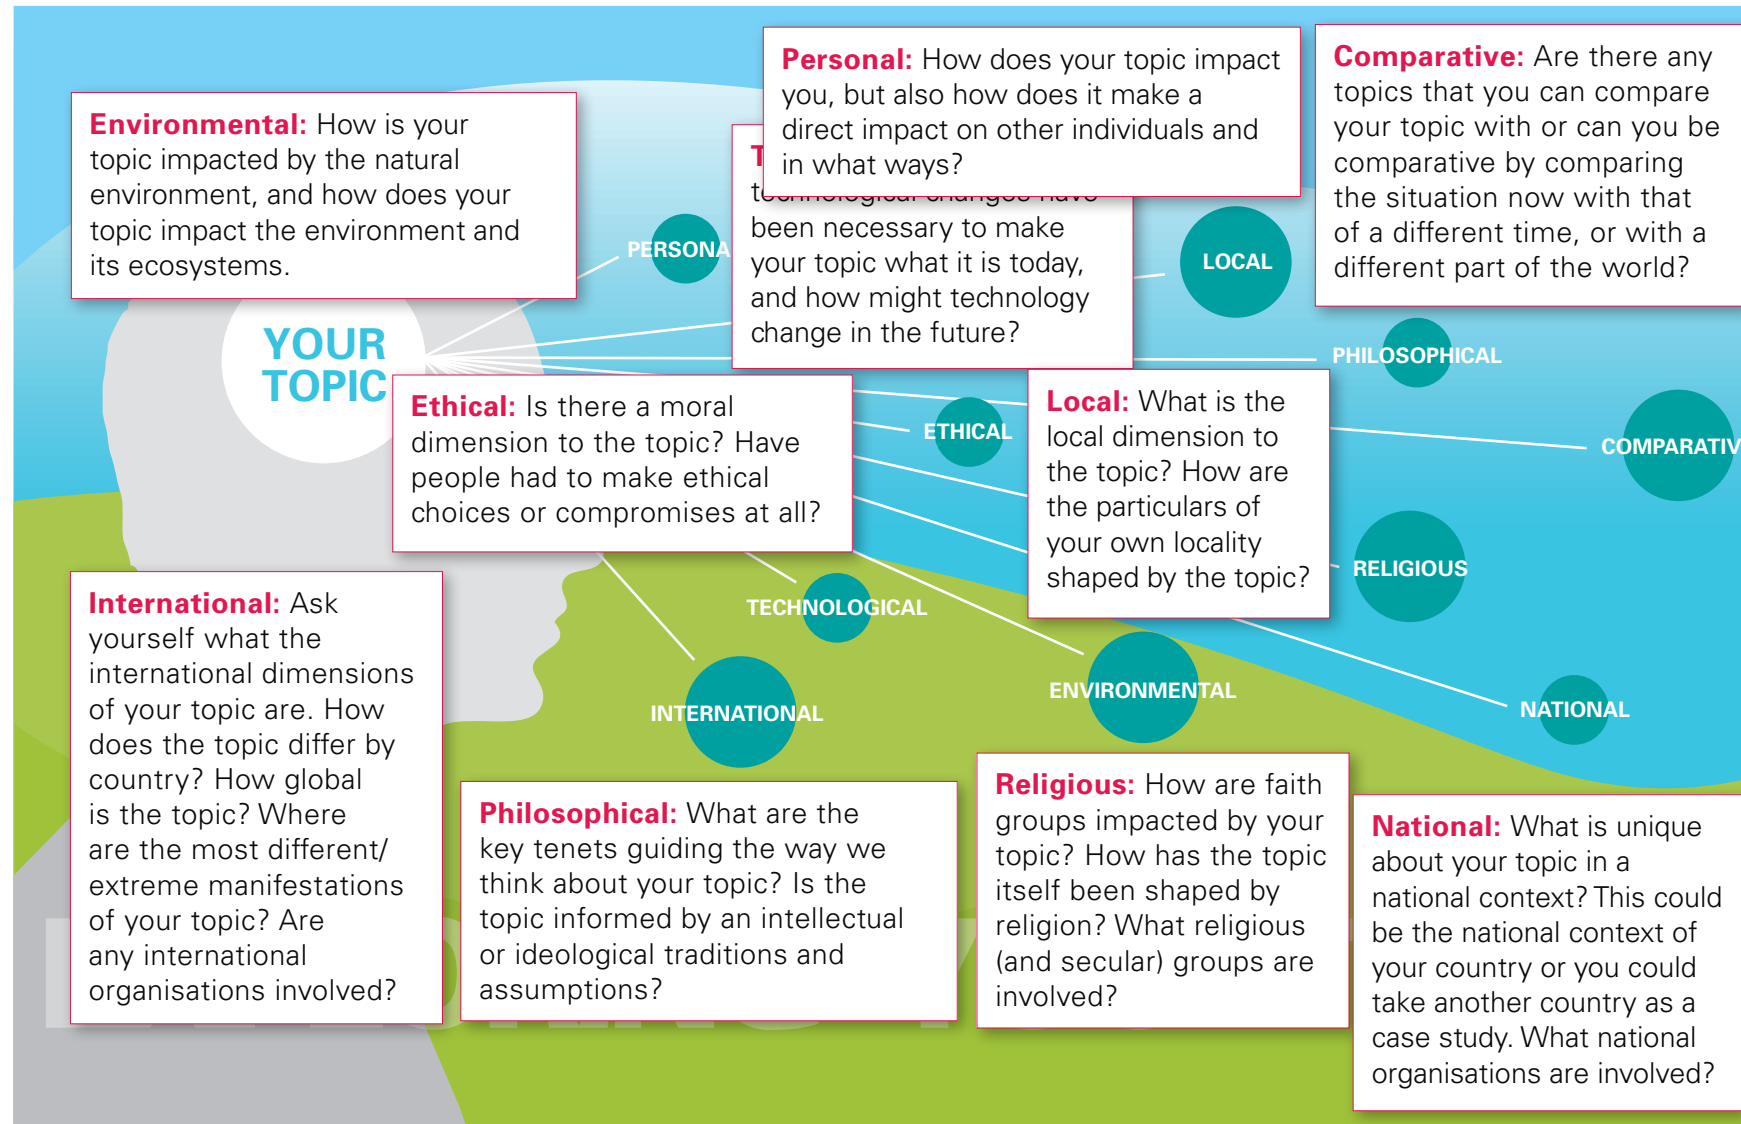 Personal: How does your topic impact
you, but also how does it make a
direct impact on other individuals and
in what ways?
Comparative: Are there any
topics that you can compare
your topic with or can you be
comparative by comparing
the situation now with that
of a different time, or with a
different part of the world?
Environmental: How is your
topic impacted by the natural
environment, and how does your
topic impact the environment and
its ecosystems.
T
technological changes have
been necessary to make
your topic what it is today,
and how might technology
change in the future?
PERSONA
LOCAL
YOUR
TOPIC
PHILOSOPHICAL
Ethical: Is there a moral
dimension to the topic? Have
people had to make ethical
choices or compromises at all?
ETHICAL
Local: What is the
local dimension to
the topic? How are
the particulars of
your own locality
shaped by the topic?
COMPARATIV
RELIGIOUS
TECHNOLOGICAL
INTERNATIONAL
ENVIRONMENTAL
NATIONAL
International: Ask
yourself what the
international dimensions
of your topic are. How
does the topic differ by
country? How global
is the topic? Where
are the most different/
extreme manifestations
of your topic? Are
any international
organisations involved?
Philosophical: What are the
key tenets guiding the way we
think about your topic? Is the
topic informed by an intellectual
or ideological traditions and
assumptions?
Religious: How are faith
groups impacted by your
topic? How has the topic
itself been shaped by
religion? What religious
(and secular) groups are
involved?
National: What is unique
about your topic in a
national context? This could
be the national context of
your country or you could
take another country as a
case study. What national
organisations are involved?